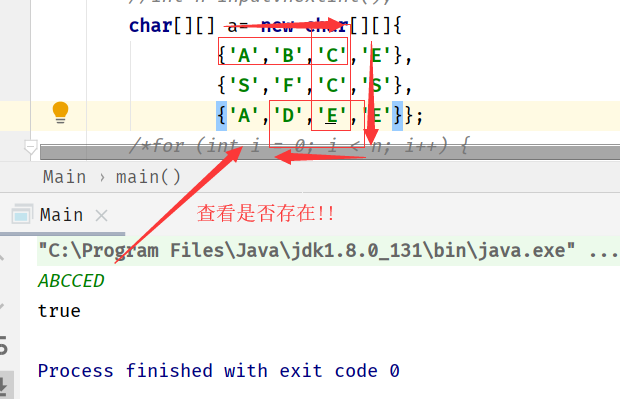 //int n = input.nextInt();
char[][] a= new char[][]{
{'A','B','C','E'},
{'S','F','C','S'},
{'A','D','E','E'}};
/*for (int i = 0; i < n; i++) {
Main › main()
Main ×
查看是否存在!!
"C:\Program Files\Java\jdk1.8.0_131\bin\java.exe" ...
ABCCED
true
Process finished with exit code 0